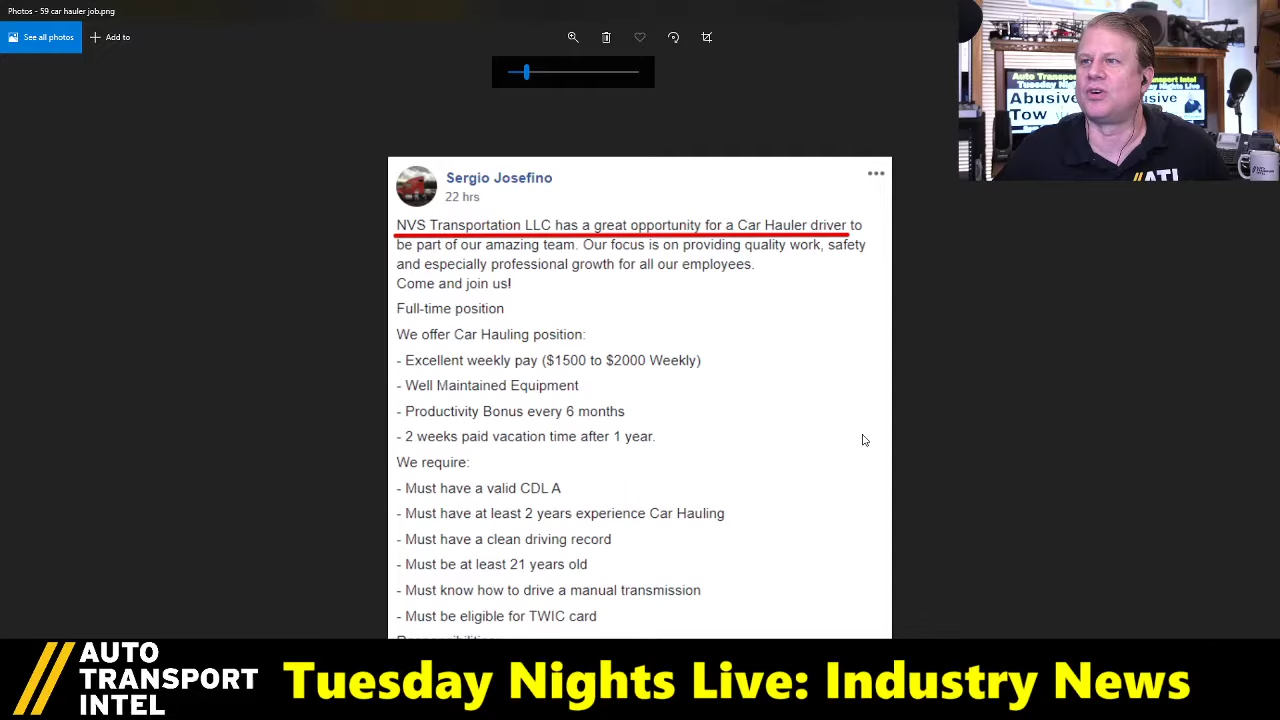 Photos - 59 car hauler job.png
See all photos
Add to
Auto Transport Intel
Tuesday Nights Live
Abusive
Tow
Sergio Josefino
22 hrs
NVS Transportation LLC has a great opportunity for a Car Hauler driver to
be part of our amazing team. Our focus is on providing quality work, safety
and especially professional growth for all our employees.
Come and join us!
Full-time position
We offer Car Hauling position:
- Excellent weekly pay ($1500 to $2000 Weekly)
- Well Maintained Equipment
- Productivity Bonus every 6 months
- 2 weeks paid vacation time after 1 year.
We require:
- Must have a valid CDL A
- Must have at least 2 years experience Car Hauling
- Must have a clean driving record
- Must be at least 21 years old
- Must know how to drive a manual transmission
- Must be eligible for TWIC card
AUTO
TRANSPORT
INTEL
Tuesday Nights Live: Industry News